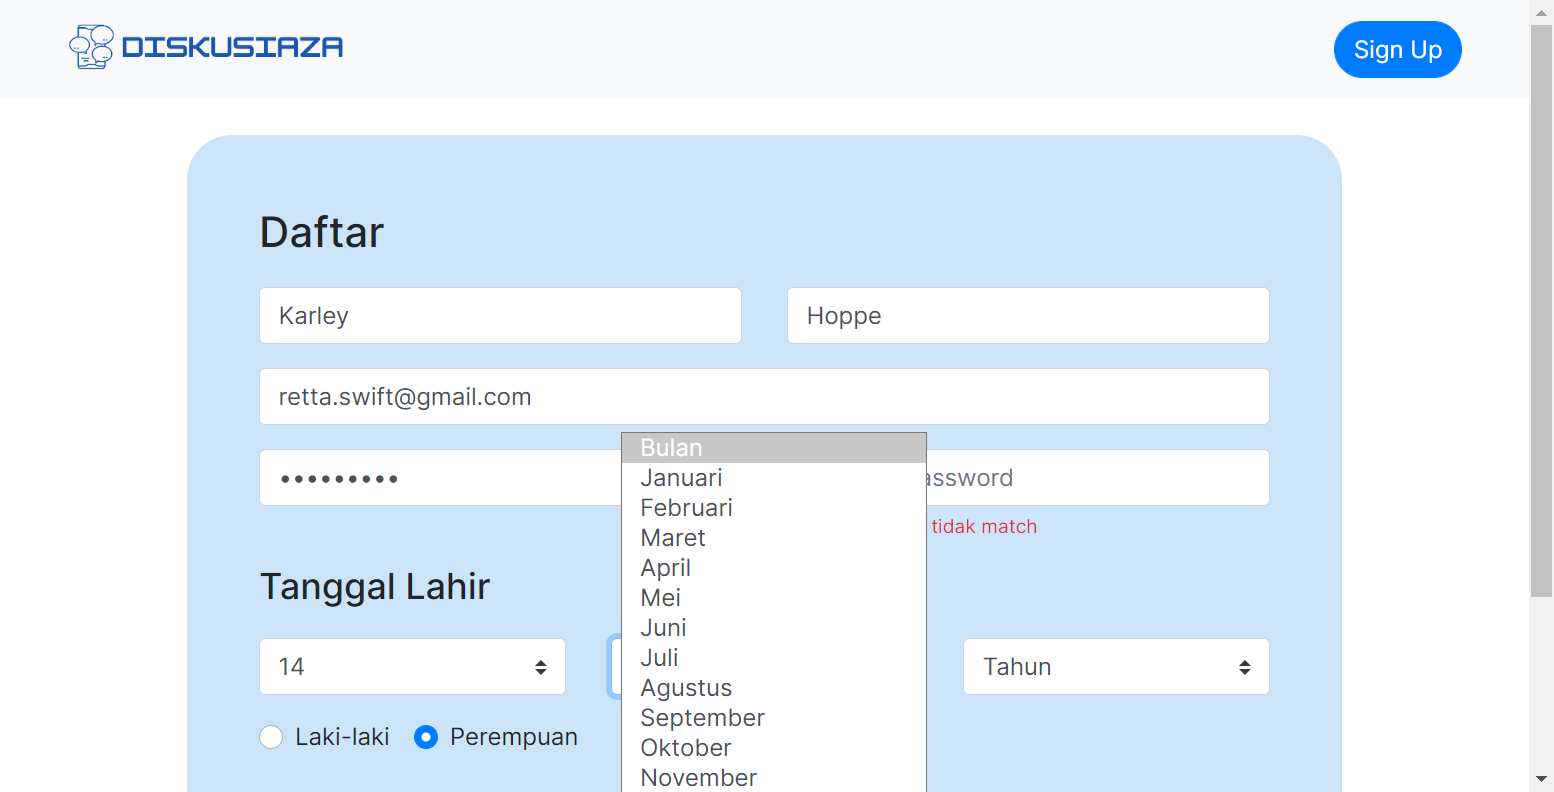 DISKUSIAZA
Sign Up
Daftar
Karley
Hoppe
retta.swift@gmail.com
•••••••••
tidak match
Tanggal Lahir
14
Tahun
Laki-laki
Perempuan
Bulan
Januari
Februari
Maret
April
Mei
Juni
Juli
Agustus
September
Oktober
November